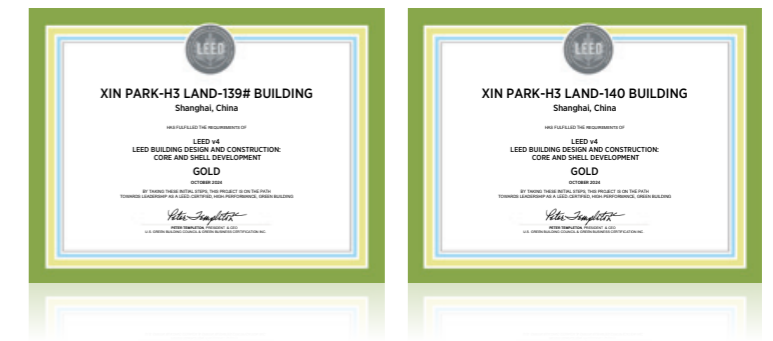 LEED
XIN PARK-H3 LAND-139# BUILDING
Shanghai, China
HAS FULFILLED THE REQUIREMENTS OF
LEED v4
LEED BUILDING DESIGN AND CONSTRUCTION:
CORE AND SHELL DEVELOPMENT
GOLD
OCTOBER 2024
BY TAKING THESE INITIAL STEPS, THIS PROJECT IS ON THE PATH
TOWARDS LEADERSHIP AS A LEED-CERTIFIED, HIGH-PERFORMANCE, GREEN BUILDING
Peter Templeton
PETER TEMPLETON, PRESIDENT & CEO
U.S. GREEN BUILDING COUNCIL & GREEN BUSINESS CERTIFICATION INC.
LEED
XIN PARK-H3 LAND-140 BUILDING
Shanghai, China
HAS FULFILLED THE REQUIREMENTS OF
LEED v4
LEED BUILDING DESIGN AND CONSTRUCTION:
CORE AND SHELL DEVELOPMENT
GOLD
OCTOBER 2024
BY TAKING THESE INITIAL STEPS, THIS PROJECT IS ON THE PATH
TOWARDS LEADERSHIP AS A LEED-CERTIFIED, HIGH-PERFORMANCE, GREEN BUILDING
Peter Templeton
PETER TEMPLETON, PRESIDENT & CEO
U.S. GREEN BUILDING COUNCIL & GREEN BUSINESS CERTIFICATION INC.